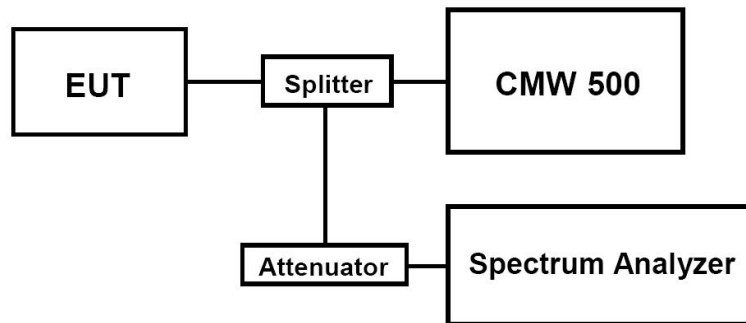 EUT
Splitter
CMW 500
Attenuator
Spectrum Analyzer